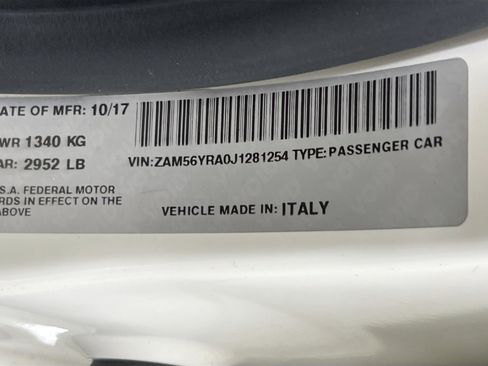 ATE OF MFR: 10/17
WR 1340 KG
AR: 2952 LB
VIN:ZAM56YRA0J1281254 TYPE:PASSENGER CAR
S.A. FEDERAL MOTOR
RDS IN EFFECT ON THE
ABOVE
VEHICLE MADE IN: ITALY